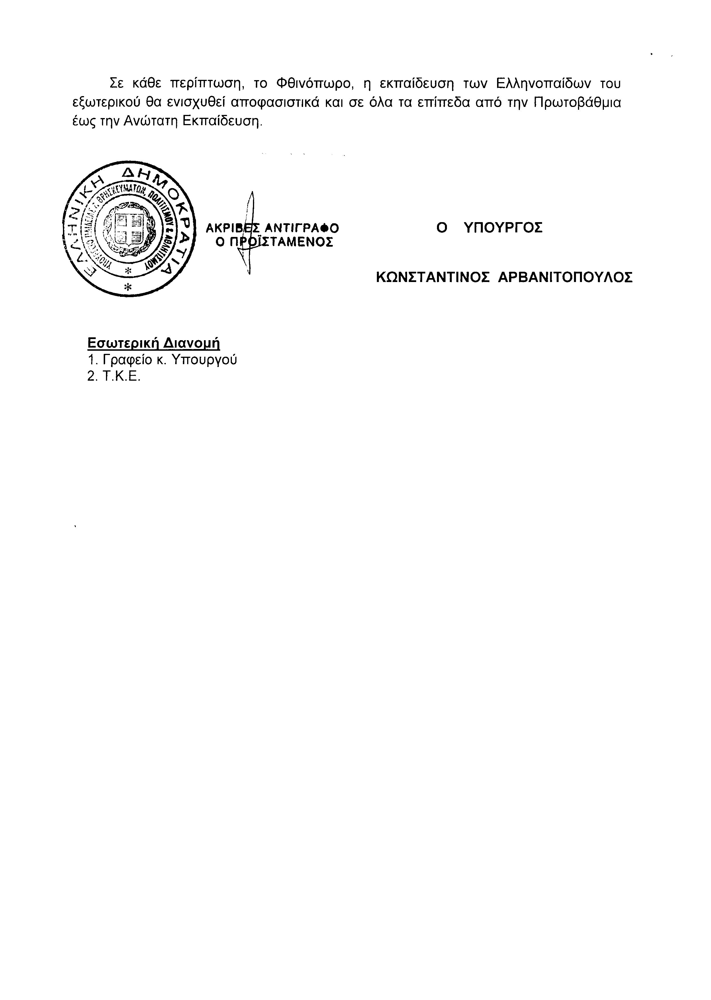 Σε κάθε περίπτωση, το Φθινόπωρο, η εκπαίδευση των Ελληνοπαίδων του
εξωτερικού θα ενισχυθεί αποφασιστικά και σε όλα τα επίπεδα από την Πρωτοβάθμια
έως την Ανώτατη Εκπαίδευση.
ΕΛΛΗΝΙΚΗ ΔΗΜΟΚΡΑΤΙΑ
ΥΠΟΥΡΓΕΙΟ ΠΑΙΔΕΙΑΣ ΘΡΗΣΚΕΥΜΑΤΩΝ, ΠΟΛΙΤΙΣΜΟΥ & ΑΘΛΗΤΙΣΜΟΥ
ΑΚΡΙΒΕΣ ΑΝΤΙΓΡΑΦΟ
Ο ΠΡΟΪΣΤΑΜΕΝΟΣ
Ο ΥΠΟΥΡΓΟΣ
ΚΩΝΣΤΑΝΤΙΝΟΣ ΑΡΒΑΝΙΤΟΠΟΥΛΟΣ
Εσωτερική Διανομή
1. Γραφείο κ. Υπουργού
2. Τ.Κ.Ε.